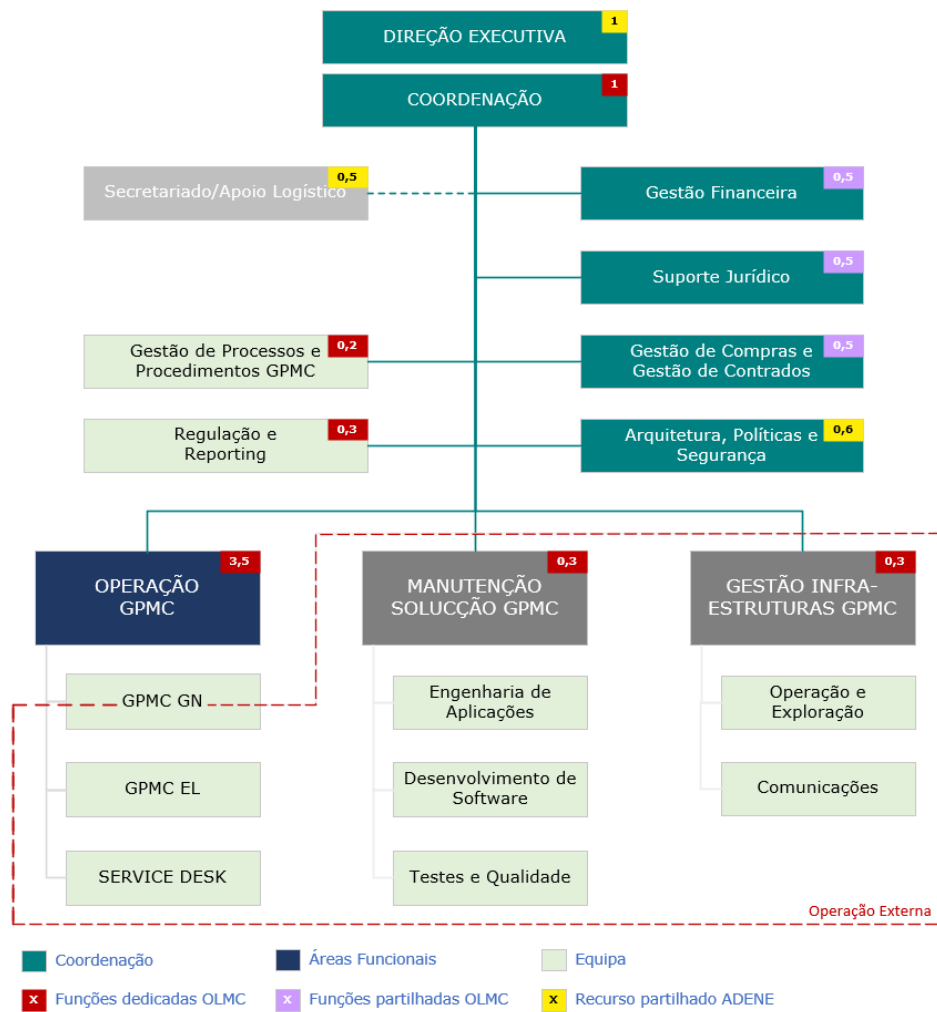 1
DIREÇÃO EXECUTIVA
1
COORDENAÇÃO
0,5
Secretariado/Apoio Logístico
0,5
Gestão Financeira
0,5
Suporte Jurídico
0,2
Gestão de Processos e
Procedimentos GPMC
0,5
Gestão de Compras e
Gestão de Contrados
0,3
Regulação e
Reporting
0,6
Arquitetura, Políticas e
Segurança
3,5
OPERAÇÃO
GPMC
0,3
MANUTENÇÃO
SOLUCÇÃO GPMC
0,3
GESTÃO INFRA-
ESTRUTURAS GPMC
GPMC GN
Engenharia de
Aplicações
Operação e
Exploração
GPMC EL
Desenvolvimento de
Software
Comunicações
SERVICE DESK
Testes e Qualidade
Operação Externa
Coordenação
Áreas Funcionais
Equipa
x Funções dedicadas OLMC
x Funções partilhadas OLMC
x Recurso partilhado ADENE